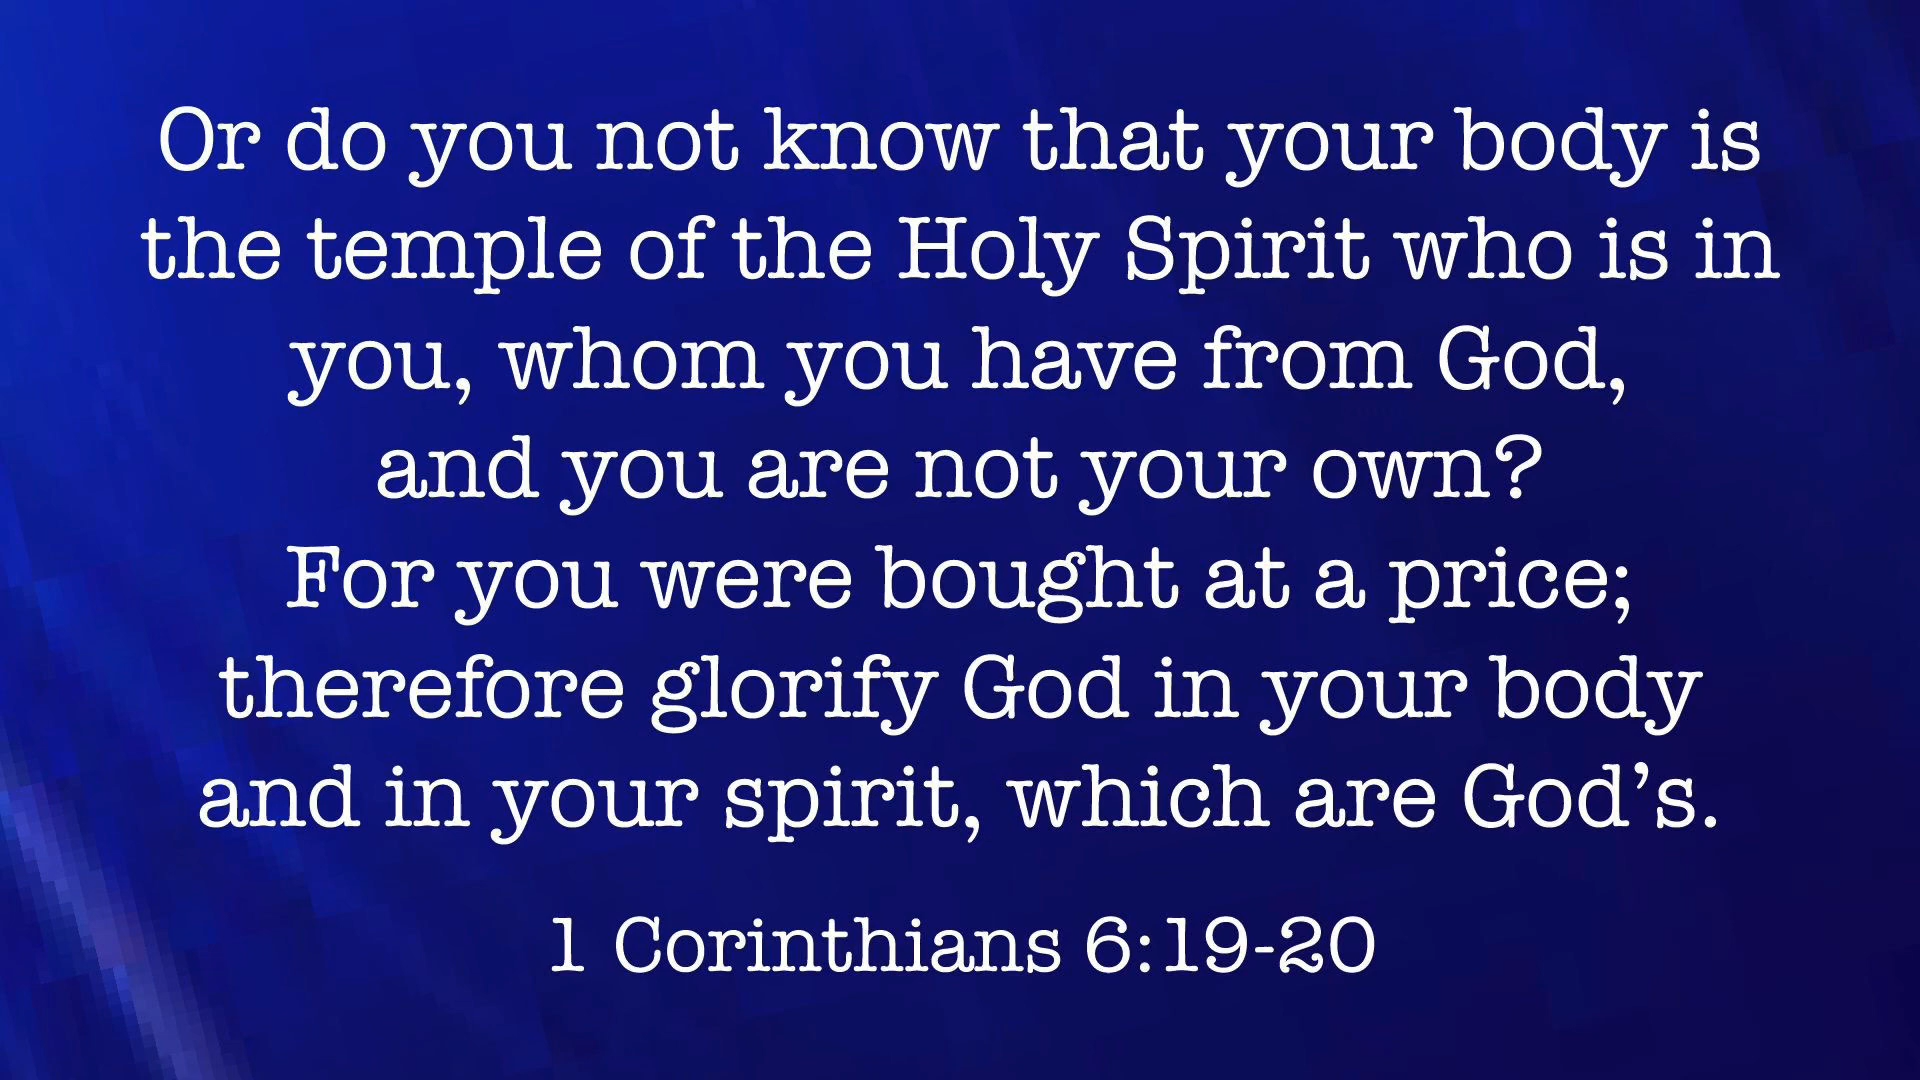 Or do you not know that your body is
the temple of the Holy Spirit who is in
you, whom you have from God,
and you are not your own?
For you were bought at a price;
therefore glorify God in your body
and in your spirit, which are God’s.
1 Corinthians 6:19-20